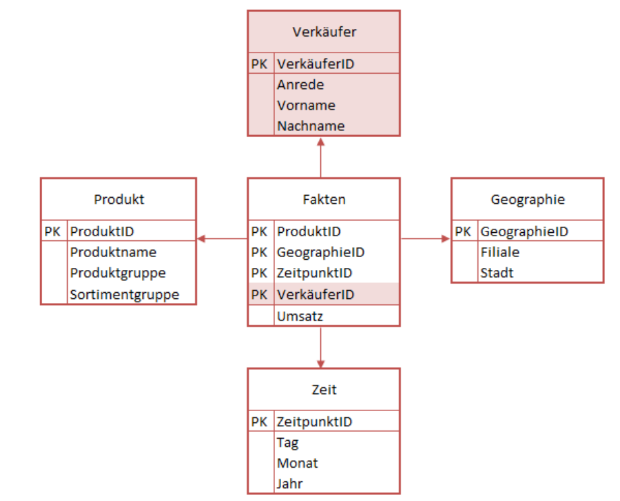 Verkäufer
PK VerkäuferID
Anrede
Vorname
Nachname
Produkt
PK ProduktID
Produktname
Produktgruppe
Sortimentgruppe
Fakten
PK ProduktID
PK GeographieID
PK ZeitpunktID
PK VerkäuferID
Umsatz
Geographie
PK GeographieID
Filiale
Stadt
Zeit
PK ZeitpunktID
Tag
Monat
Jahr